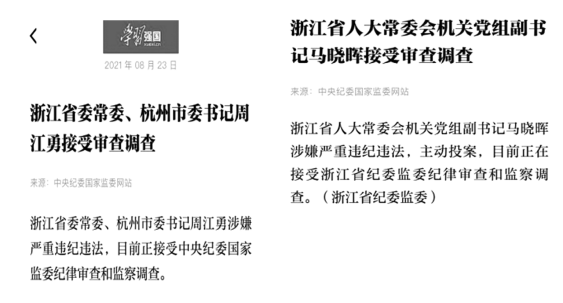 学习强国
2021年08月23日
浙江省委常委、杭州市委书记周
江勇接受审查调查
来源：中央纪委国家监委网站
浙江省委常委、杭州市委书记周江勇涉嫌
严重违纪违法，目前正接受中央纪委国家
监委纪律审查和监察调查。
浙江省人大常委会机关党组副书
记马晓晖接受审查调查
来源：中央纪委国家监委网站
浙江省人大常委会机关党组副书记马晓晖
涉嫌严重违纪违法，主动投案，目前正在
接受浙江省纪委监委纪律审查和监察调
查。（浙江省纪委监委）